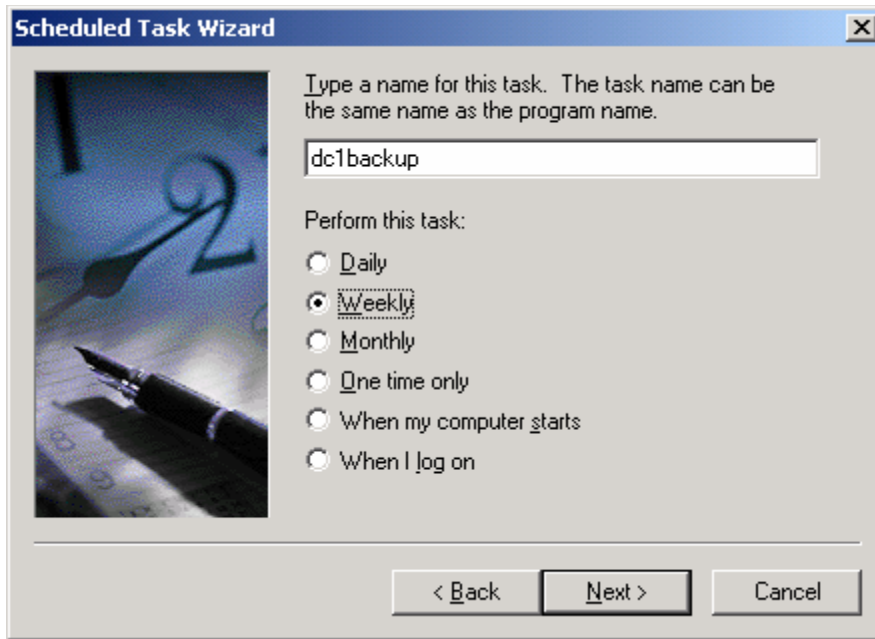 Scheduled Task Wizard
Type a name for this task. The task name can be
the same name as the program name.
dc1backup
Perform this task:
Daily
Weekly
Monthly
One time only
When my computer starts
When I log on
< Back
Next >
Cancel